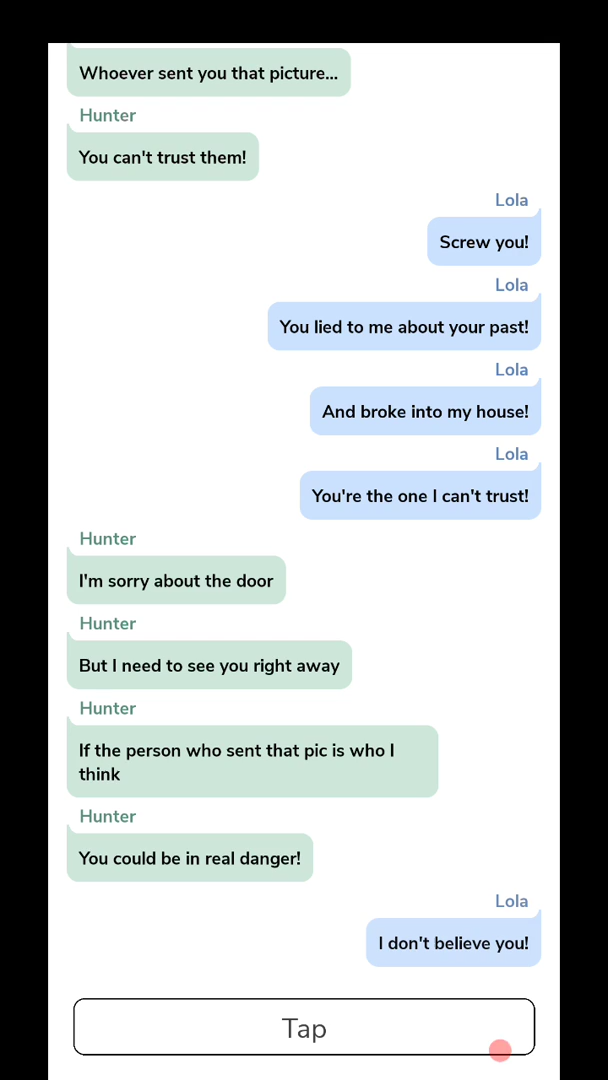 Whoever sent you that picture...
Hunter
You can't trust them!
Lola
Screw you!
Lola
You lied to me about your past!
Lola
And broke into my house!
Lola
You're the one I can't trust!
Hunter
I'm sorry about the door
Hunter
But I need to see you right away
Hunter
If the person who sent that pic is who I
think
Hunter
You could be in real danger!
Lola
I don't believe you!
Tap